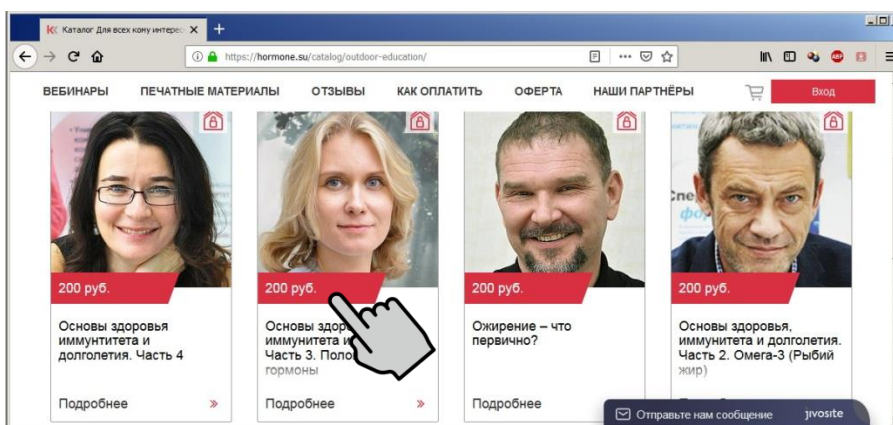 Каталог Для всех кому интерес
https://hormone.su/catalog/outdoor-education/
ABP
ВЕБИНАРЫ ПЕЧАТНЫЕ МАТЕРИАЛЫ ОТЗЫВЫ КАК ОПЛАТИТЬ ОФЕРТА НАШИ ПАРТНЁРЫ Вход
200 руб.
Основы здоровья
иммунтитета и
долголетия. Часть 4
Подробнее
200 руб.
Основы здор
иммунитета и
Часть 3. Поло
гормоны
Подробнее
200 руб.
Ожирение – что
первично?
Подробнее
200 руб.
Основы здоровья,
иммунитета и долголетия.
Часть 2. Омега-3 (Рыбий
жир)
Отправьте нам сообщение jivosite